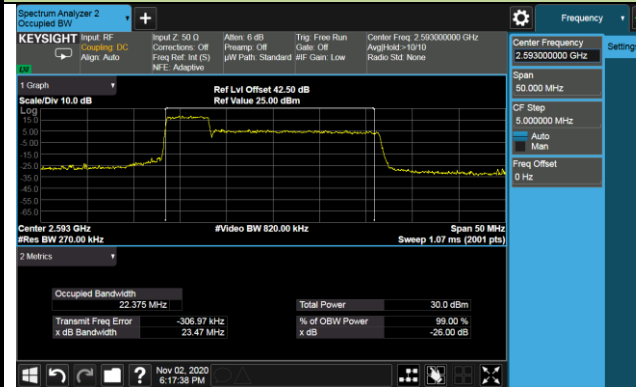 Spectrum Analyzer 2
Occupied BW
Frequency
KEYSIGHT
Input: RF
Coupling: DC
Align: Auto
Input Z: 50 Ω
Corrections: Off
Freq Ref: Int (S)
NFE: Adaptive
Atten: 6 dB
Preamp: Off
µW Path: Standard
Trig: Free Run
Gate: Off
#IF Gain: Low
Center Freq: 2.593000000 GHz
Avg|Hold:>10/10
Radio Std: None
Center Frequency
2.593000000 GHz
Settings
Span
50.000 MHz
CF Step
5.000000 MHz
Auto
Man
Freq Offset
0 Hz
1 Graph
Scale/Div 10.0 dB
Ref Lvl Offset 42.50 dB
Ref Value 25.00 dBm
Log
15.0
5.00
-5.00
-15.0
-25.0
-35.0
-45.0
-55.0
-65.0
Center 2.593 GHz
#Video BW 820.00 kHz
Span 50 MHz
#Res BW 270.00 kHz
Sweep 1.07 ms (2001 pts)
2 Metrics
Occupied Bandwidth
22.375 MHz
Total Power
30.0 dBm
Transmit Freq Error
-306.97 kHz
% of OBW Power
99.00 %
x dB Bandwidth
23.47 MHz
x dB
-26.00 dB
?
Nov 02, 2020
6:17:38 PM